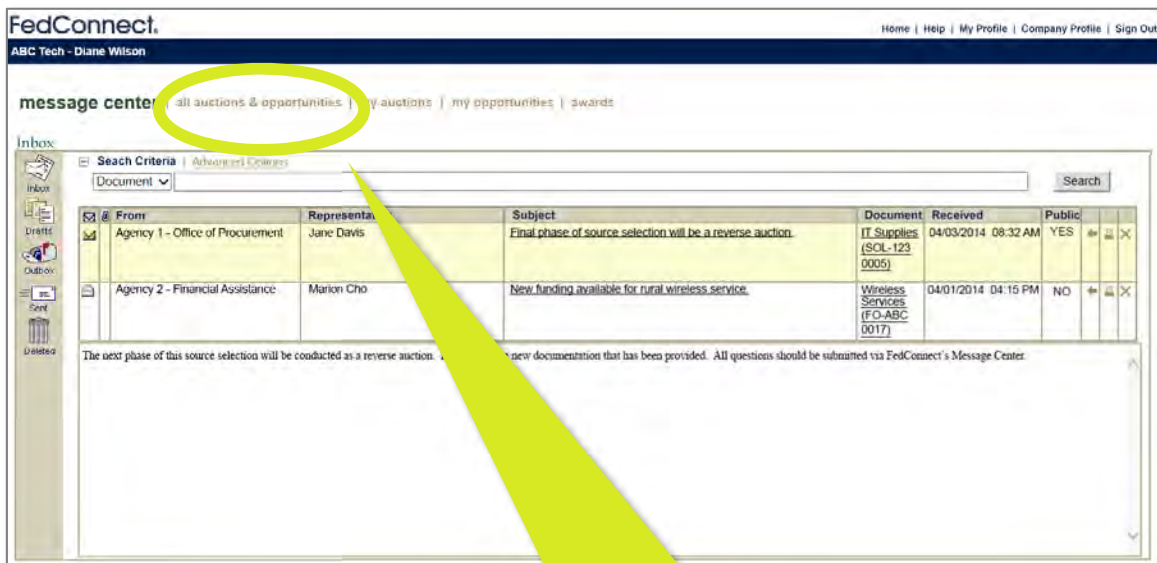 FedConnect.
Home | Help | My Profile | Company Profile | Sign Out
ABC Tech - Diane Wilson
message center | all auctions & opportunities | my auctions | my opportunities | awards
Inbox
Seach Criteria | Advanced
Document
Search
From Representat Subject Document Received Public
Agency 1 - Office of Procurement Jane Davis Final phase of source selection will be a reverse auction. IT Supplies 04/03/2014 08:32 AM YES
(SOL-123
0005)
Agency 2 - Financial Assistance Marion Cho New funding available for rural wireless service. Wireless 04/01/2014 04:15 PM NO
Services
(FO-ABC
0017)
Inbox
Drafts
Outbox
Sent
Deleted
The next phase of this source selection will be conducted as a reverse auction. new documentation that has been provided. All questions should be submitted via FedConnect's Message Center.